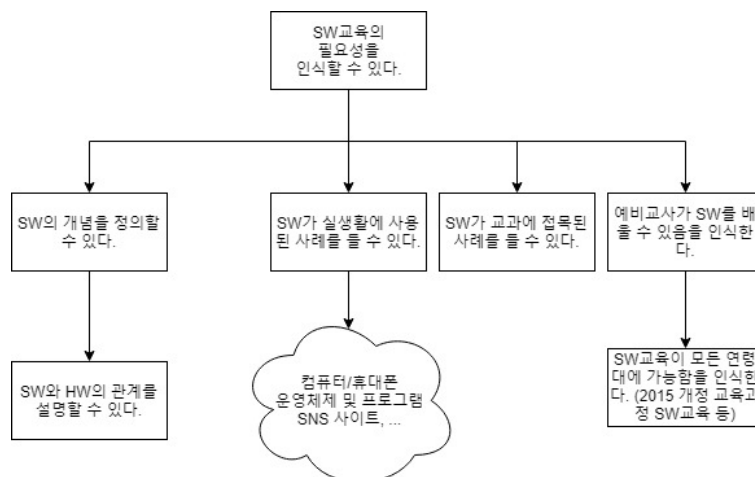 SW교육의
필요성을
인식할 수 있다.
SW의 개념을 정의할
수 있다.
SW가 실생활에 사용
된 사례를 들 수 있다.
SW가 교과에 접목된
사례를 들 수 있다.
예비교사가 SW를 배
울 수 있음을 인식한
다.
SW와 HW의 관계를
설명할 수 있다.
컴퓨터/휴대폰
운영체제 및 프로그램
SNS 사이트, ...
SW교육이 모든 연령
대에 가능함을 인식한
다. (2015 개정 교육과
정 SW교육 등)